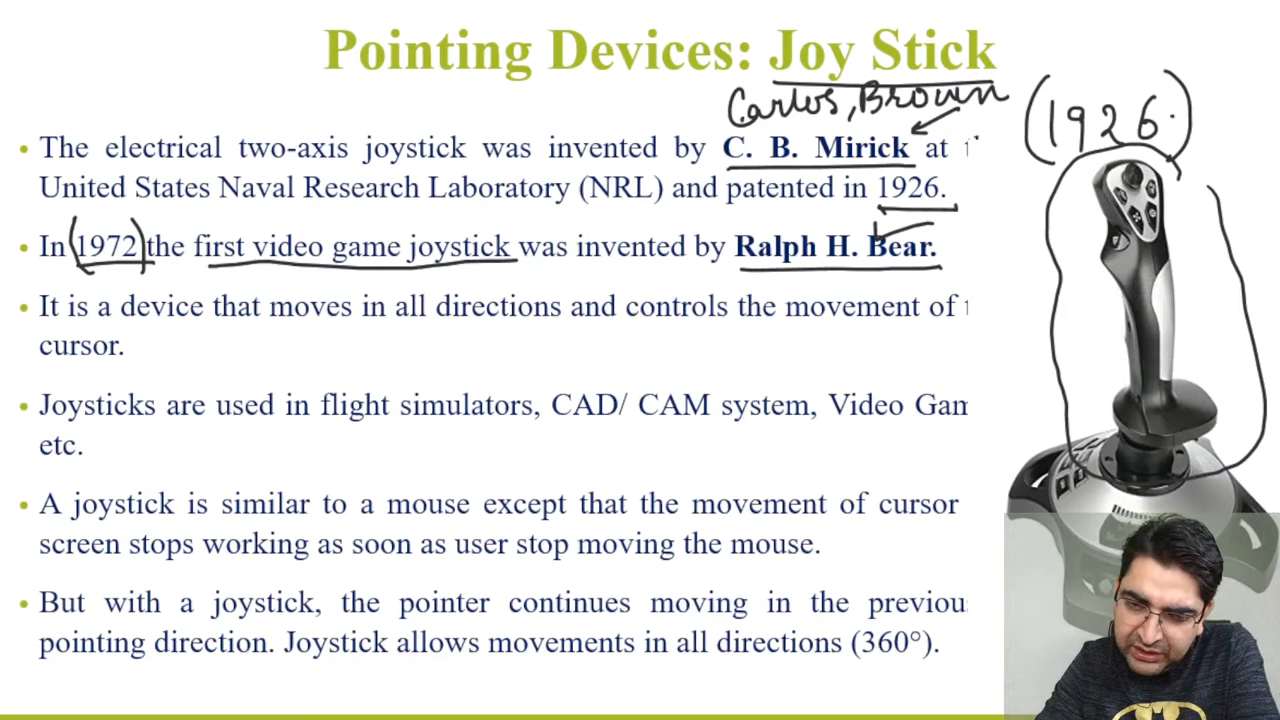 Pointing Devices: Joy Stick
Carlos, Brown
(1926.)
• The electrical two-axis joystick was invented by C. B. Mirick at
United States Naval Research Laboratory (NRL) and patented in 1926.
• In (1972) the first video game joystick was invented by Ralph H. Bear.
• It is a device that moves in all directions and controls the movement of
cursor.
• Joysticks are used in flight simulators, CAD/ CAM system, Video Gam
etc.
• A joystick is similar to a mouse except that the movement of cursor
screen stops working as soon as user stop moving the mouse.
• But with a joystick, the pointer continues moving in the previou
pointing direction. Joystick allows movements in all directions (360°).